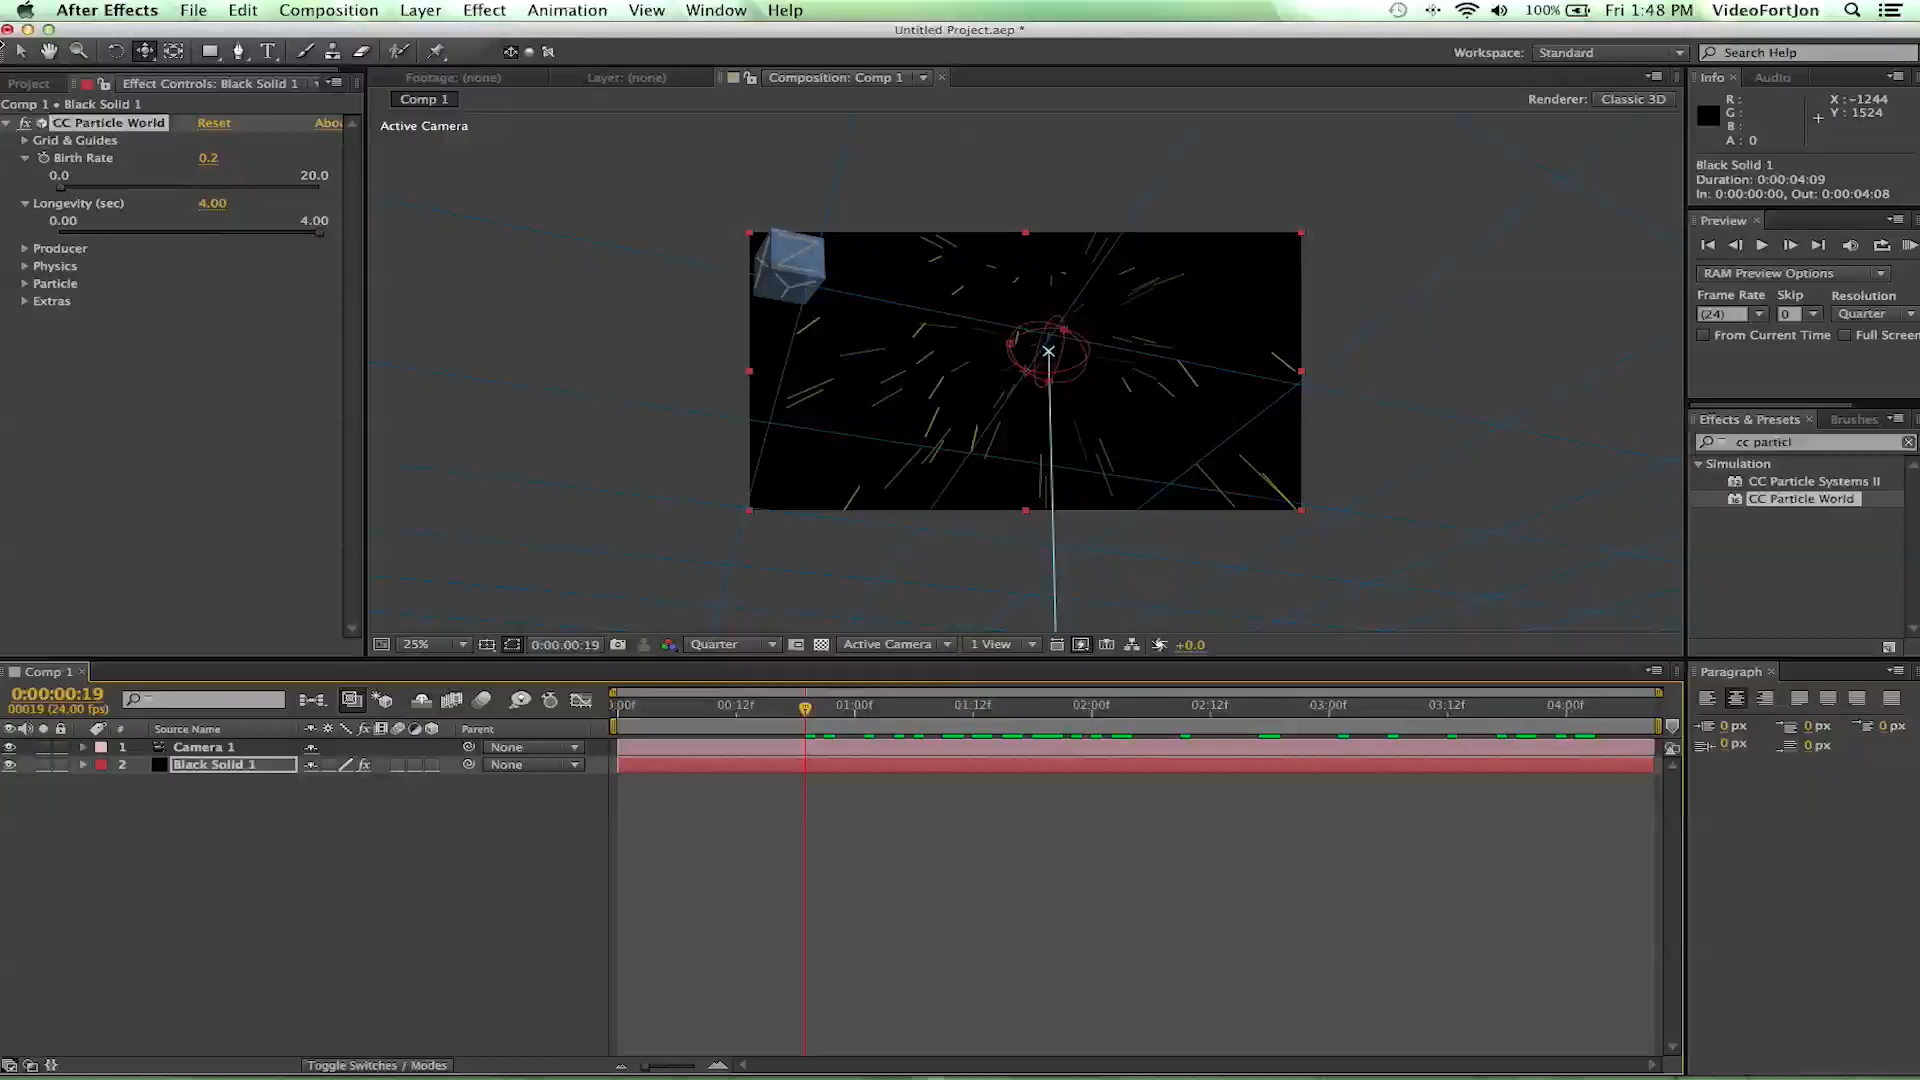 After Effects File Edit Composition Layer Effect Animation View Window Help 100% Fri 1:48 PM VideoFortJon
Untitled Project.aep *
Workspace: Standard Search Help
Project Effect Controls: Black Solid 1 Footage: (none) Layer: (none) Composition: Comp 1 Info Audio
Comp 1 • Black Solid 1
Comp 1 Renderer: Classic 3D
R: X: -1244
G: Y: 1524
B:
A: 0
CC Particle World Reset Abou
Active Camera
Grid & Guides
Birth Rate 0.2
0.0 20.0
Longevity (sec) 4.00
0.00 4.00
Producer
Physics
Particle
Extras
Black Solid 1
Duration: 0:00:04:09
In: 0:00:00:00, Out: 0:00:04:08
Preview
RAM Preview Options
Frame Rate Skip Resolution
(24) 0 Quarter
From Current Time Full Screen
Effects & Presets Brushes
cc particl
Simulation
CC Particle Systems II
CC Particle World
25% 0:00:00:19 Quarter Active Camera 1 View +0.0
Comp 1
0:00:00:19
00019 (24.00 fps)
:00f 00:12f 01:00f 01:12f 02:00f 02:12f 03:00f 03:12f 04:00f
# Source Name fx Parent
1 Camera 1 None
2 Black Solid 1 fx None
Paragraph
0 px 0 px 0 px
0 px 0 px
Toggle Switches / Modes